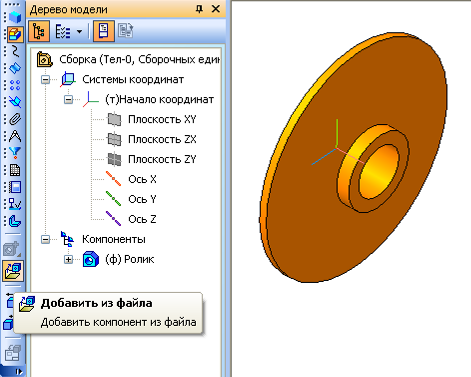 Дерево модели
Сборка (Тел-0, Сборочных един
Системы координат
(т)Начало координат
Плоскость XY
Плоскость ZX
Плоскость ZY
Ось X
Ось Y
Ось Z
Компоненты
(ф) Ролик
Добавить из файла
Добавить компонент из файла